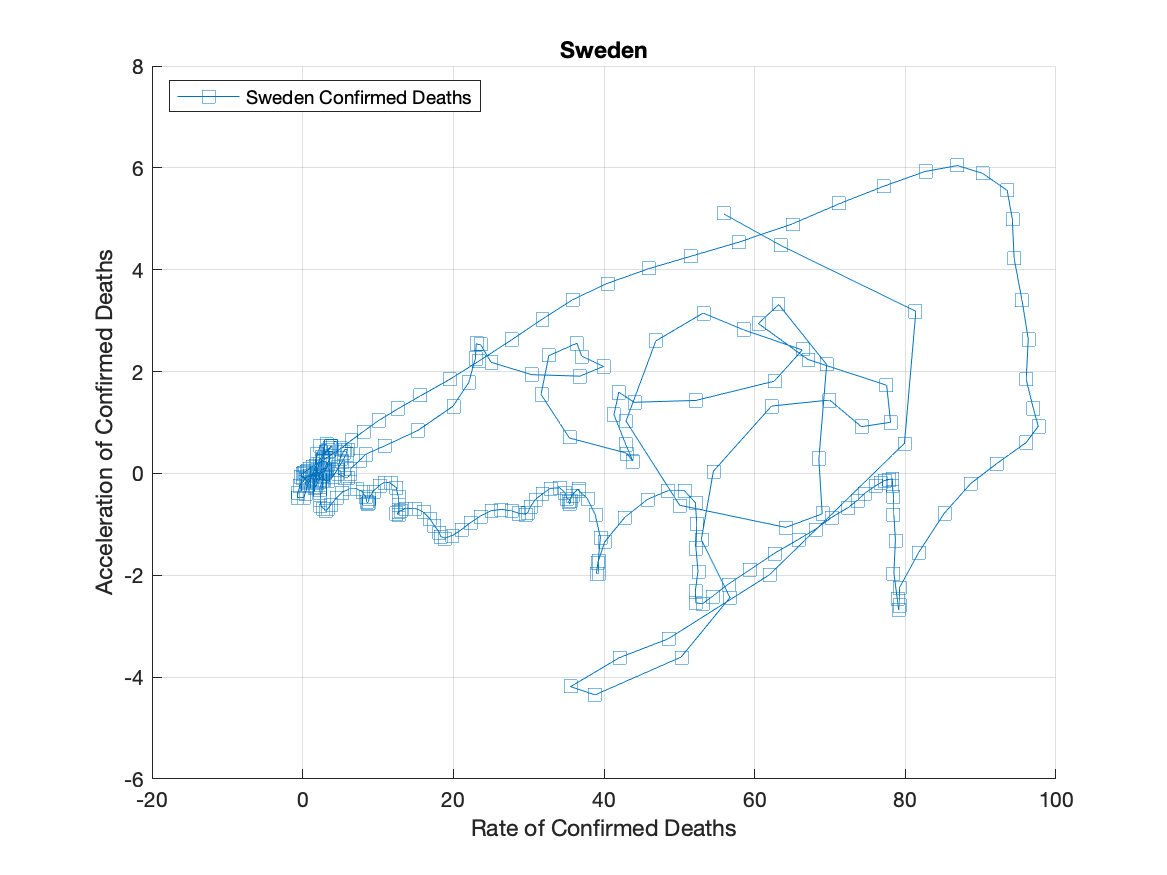 Sweden
Sweden Confirmed Deaths
8
6
4
2
0
-2
-4
-6
Acceleration of Confirmed Deaths
-20 0 20 40 60 80 100
Rate of Confirmed Deaths